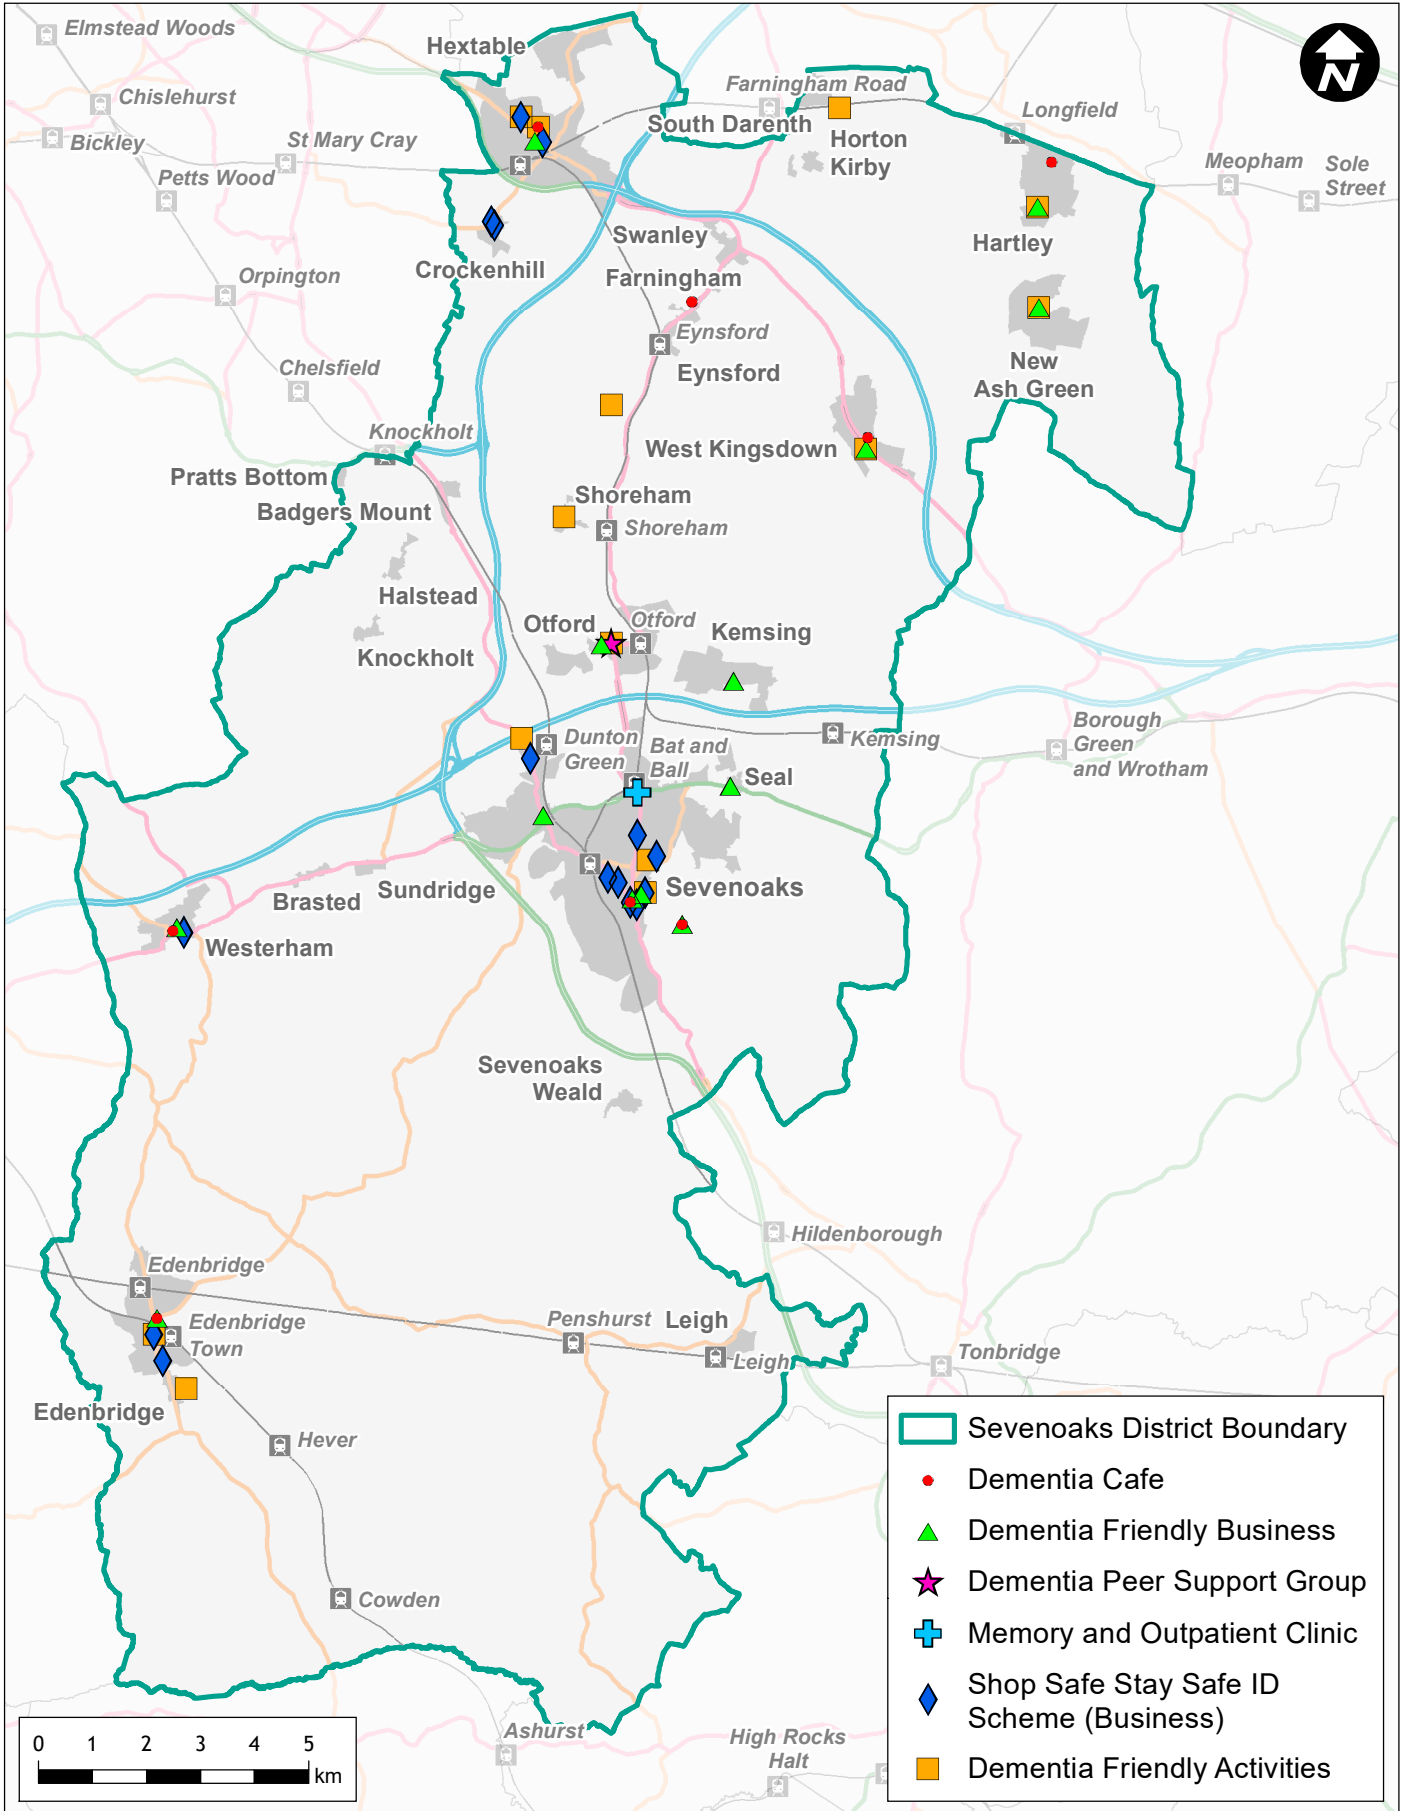 Elmstead Woods
Hextable
N
Chislehurst
Farningham Road
Longfield
Bickley
St Mary Cray
South Darenth
Horton
Kirby
Meopham
Sole
Street
Petts Wood
Swanley
Hartley
Crockenhill
Orpington
Farningham
Eynsford
Eynsford
New
Ash Green
Chelsfield
Knockholt
West Kingsdown
Pratts Bottom
Badgers Mount
Shoreham
Shoreham
Halstead
Otford
Otford
Kemsing
Knockholt
Dunton
Green
Bat and
Ball
Kemsing
Borough
Green
and Wrotham
Seal
Brasted
Sundridge
Sevenoaks
Westerham
Sevenoaks
Weald
Hildenborough
Edenbridge
Edenbridge
Town
Penshurst
Leigh
Leigh
Tonbridge
Edenbridge
Hever
Cowden
Ashurst
High Rocks
Halt
Sevenoaks District Boundary
Dementia Cafe
Dementia Friendly Business
Dementia Peer Support Group
Memory and Outpatient Clinic
Shop Safe Stay Safe ID
Scheme (Business)
Dementia Friendly Activities
0 1 2 3 4 5
km